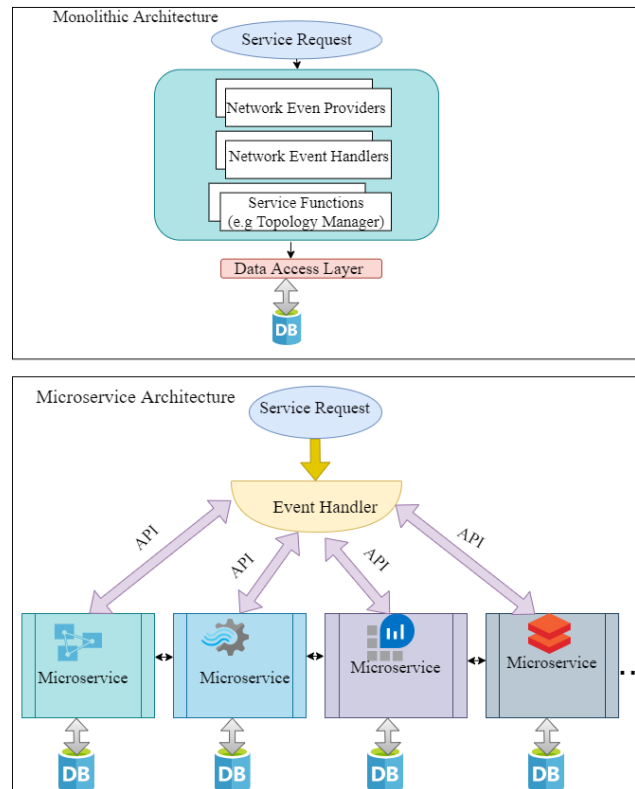 Monolithic Architecture
Service Request
Network Even Providers
Network Event Handlers
Service Functions
(e.g Topology Manager)
Data Access Layer
DB
Microservice Architecture
Service Request
Event Handler
API
API
API
API
Microservice
Microservice
Microservice
Microservice
DB
DB
DB
DB